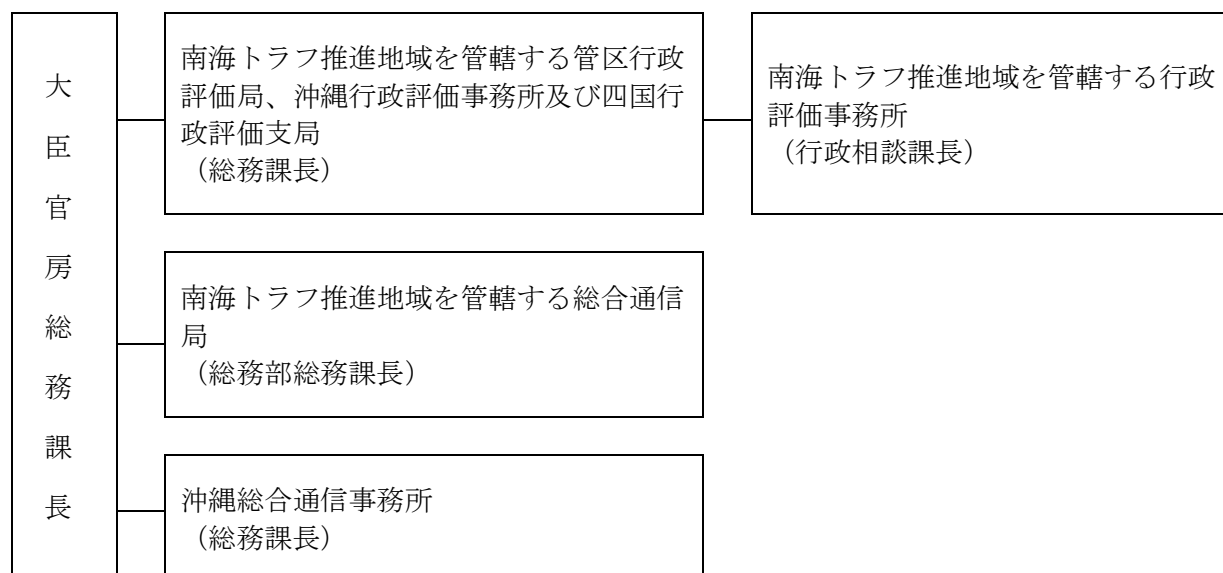 大臣官房総務課長
南海トラフ推進地域を管轄する管区行政
評価局、沖縄行政評価事務所及び四国行
政評価支局
（総務課長）
南海トラフ推進地域を管轄する行政
評価事務所
（行政相談課長）
南海トラフ推進地域を管轄する総合通信
局
（総務部総務課長）
沖縄総合通信事務所
（総務課長）